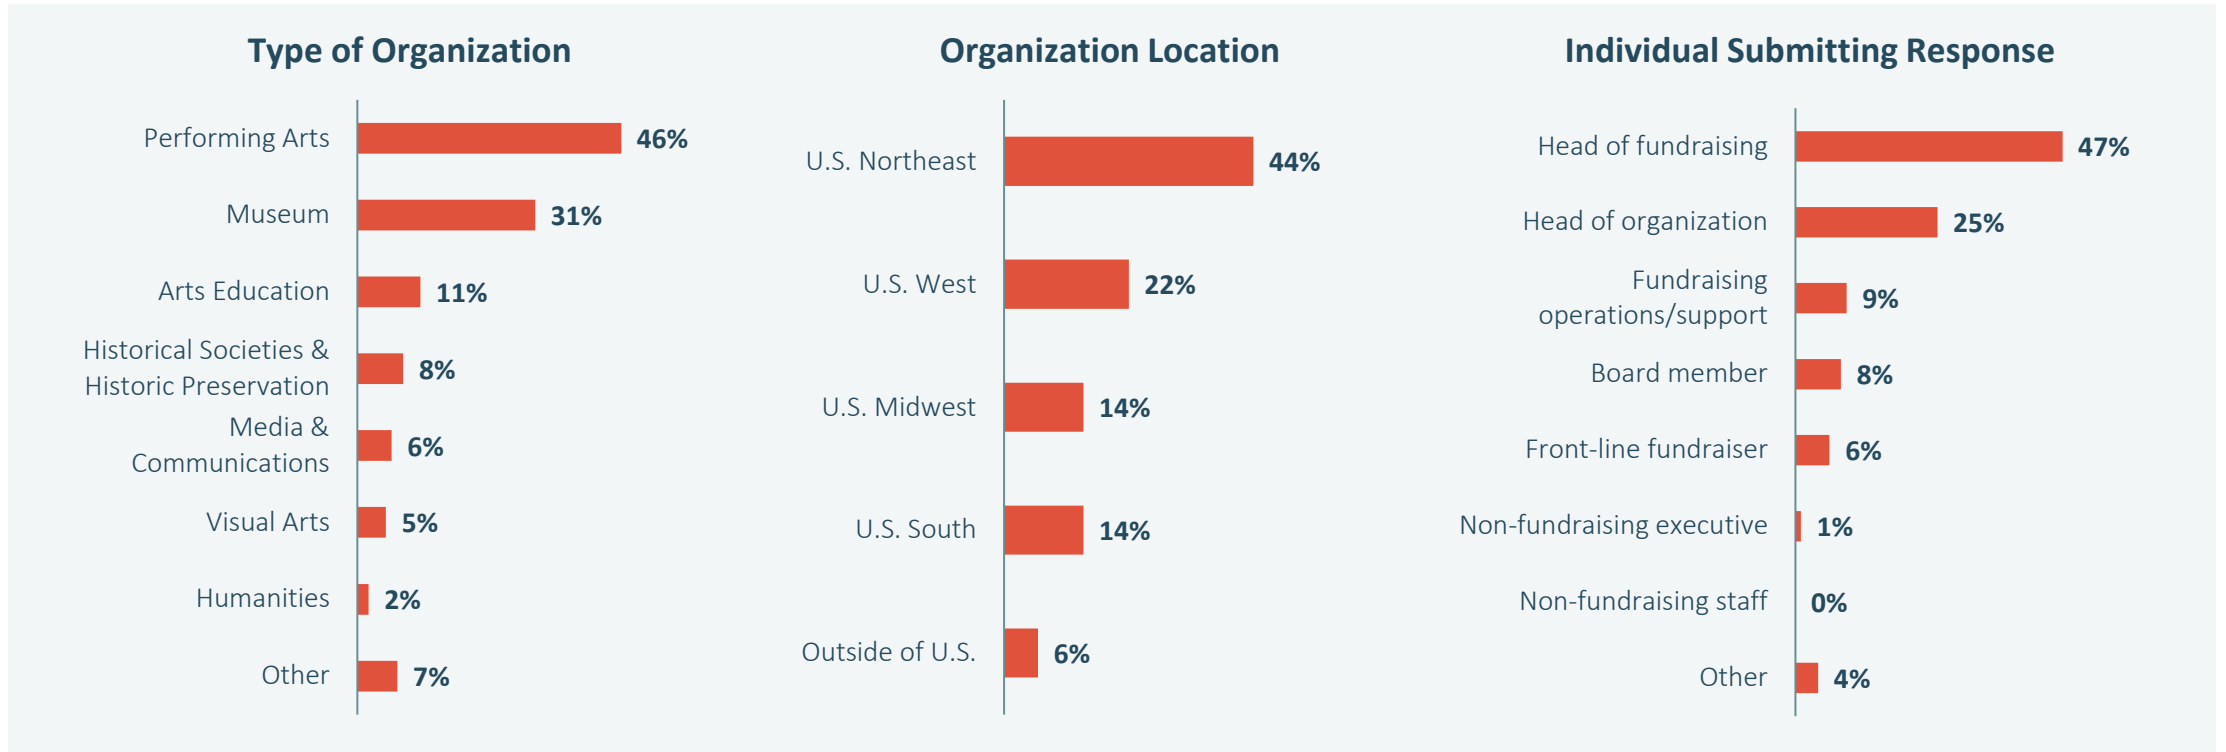 Type of Organization
Performing Arts 46%
Museum 31%
Arts Education 11%
Historical Societies &
Historic Preservation 8%
Media &
Communications 6%
Visual Arts 5%
Humanities 2%
Other 7%
Organization Location
U.S. Northeast 44%
U.S. West 22%
U.S. Midwest 14%
U.S. South 14%
Outside of U.S. 6%
Individual Submitting Response
Head of fundraising 47%
Head of organization 25%
Fundraising
operations/support 9%
Board member 8%
Front-line fundraiser 6%
Non-fundraising executive 1%
Non-fundraising staff 0%
Other 4%